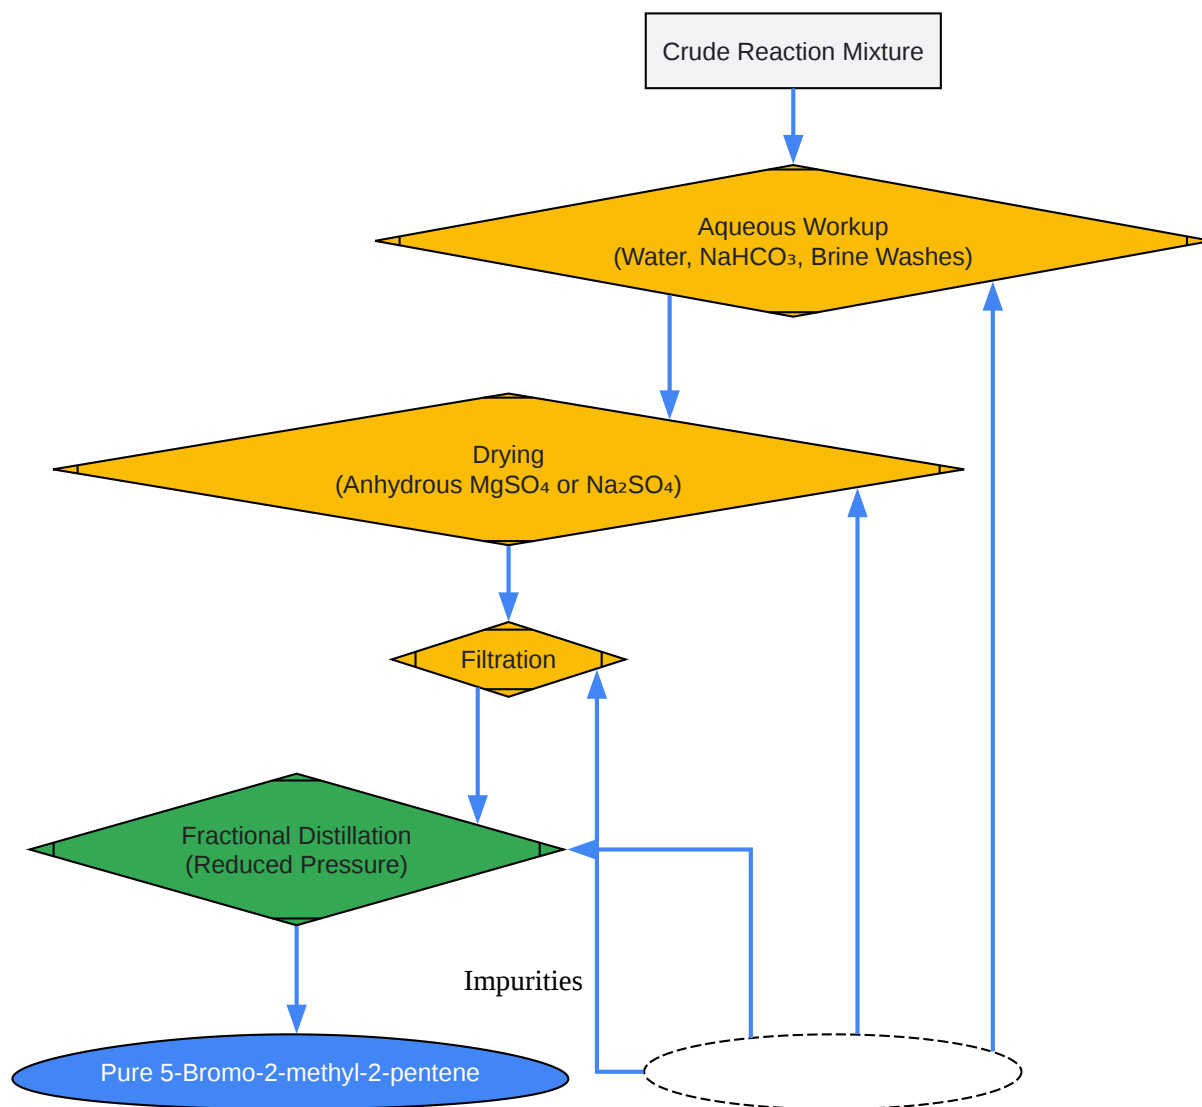 Crude Reaction Mixture
Aqueous Workup
(Water, NaHCO₃, Brine Washes)
Drying
(Anhydrous MgSO₄ or Na₂SO₄)
Filtration
Fractional Distillation
(Reduced Pressure)
Impurities
Pure 5-Bromo-2-methyl-2-pentene